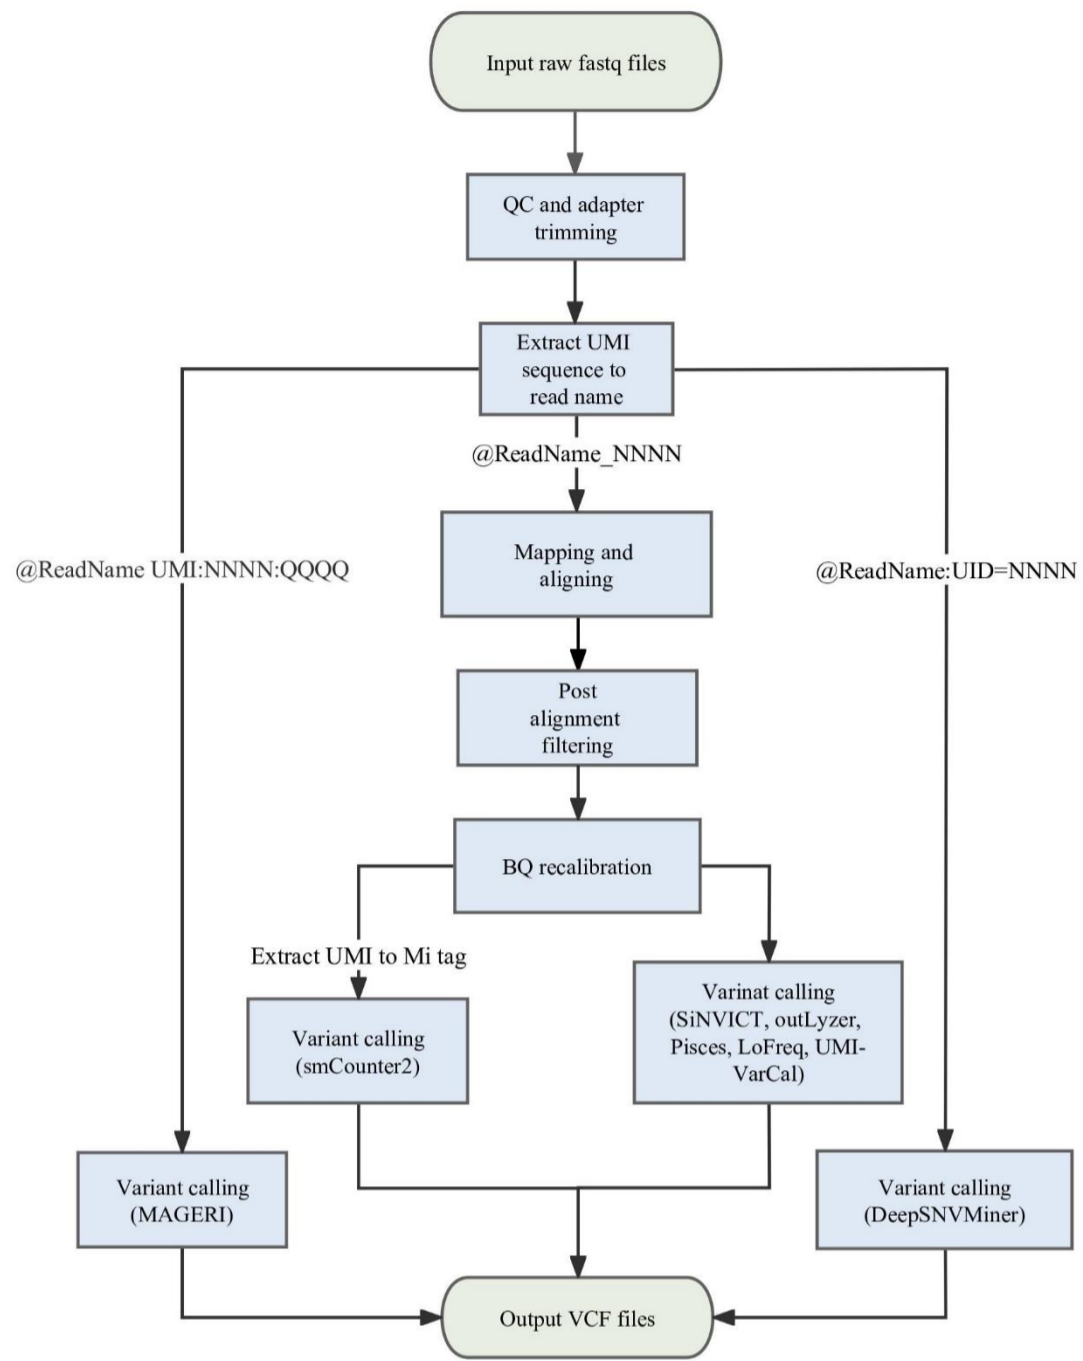 Input raw fastq files
QC and adapter
trimming
Extract UMI
sequence to
read name
@ReadName_NNNN
Mapping and
aligning
@ReadName UMI:NNNN:QQQQ
@ReadName:UID=NNNN
Post
alignment
filtering
BQ recalibration
Extract UMI to Mi tag
Variant calling
(smCounter2)
Varinat calling
(SiNVICT, outLyzer,
Pisces, LoFreq, UMI-
VarCal)
Variant calling
(MAGERI)
Variant calling
(DeepSNVMiner)
Output VCF files